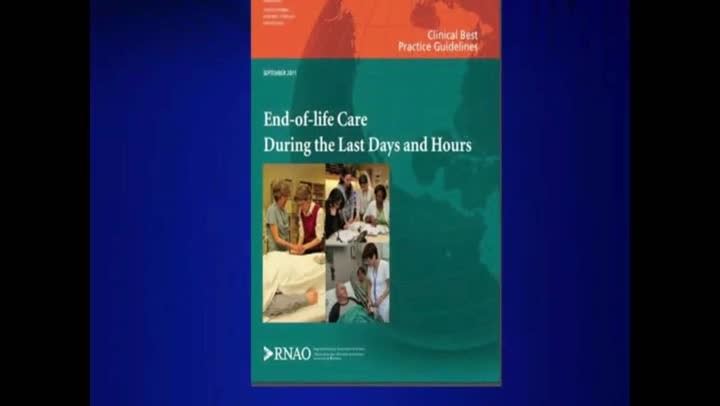 Clinical Best
Practice Guidelines
SEPTEMBER 2011
End-of-life Care
During the Last Days and Hours
RNAO